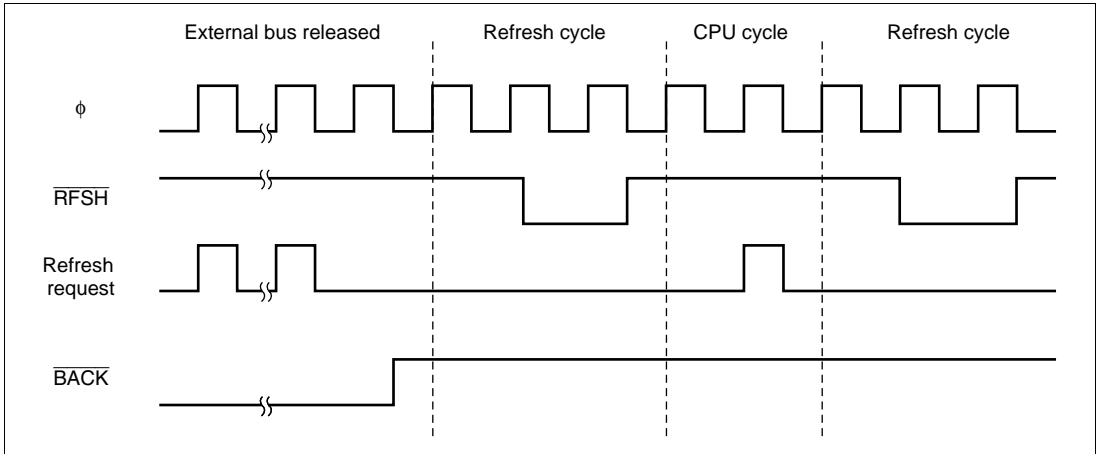 External bus released Refresh cycle CPU cycle Refresh cycle
ϕ
RFSH
Refresh
request
BACK